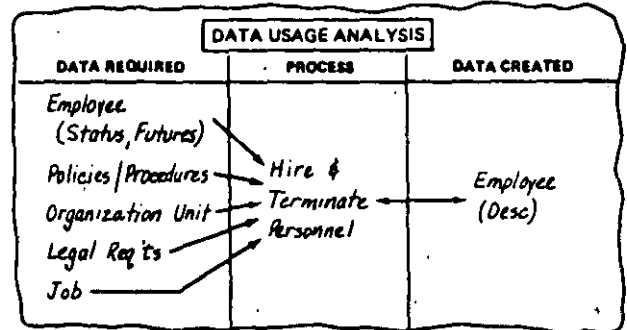 DATA USAGE ANALYSIS
DATA REQUIRED
PROCESS
DATA CREATED
Employee
(Status, Futures)
Policies/Procedures
Organization Unit
Legal Req'ts
Job
Hire &
Terminate
Personnel
Employee
(Desc)